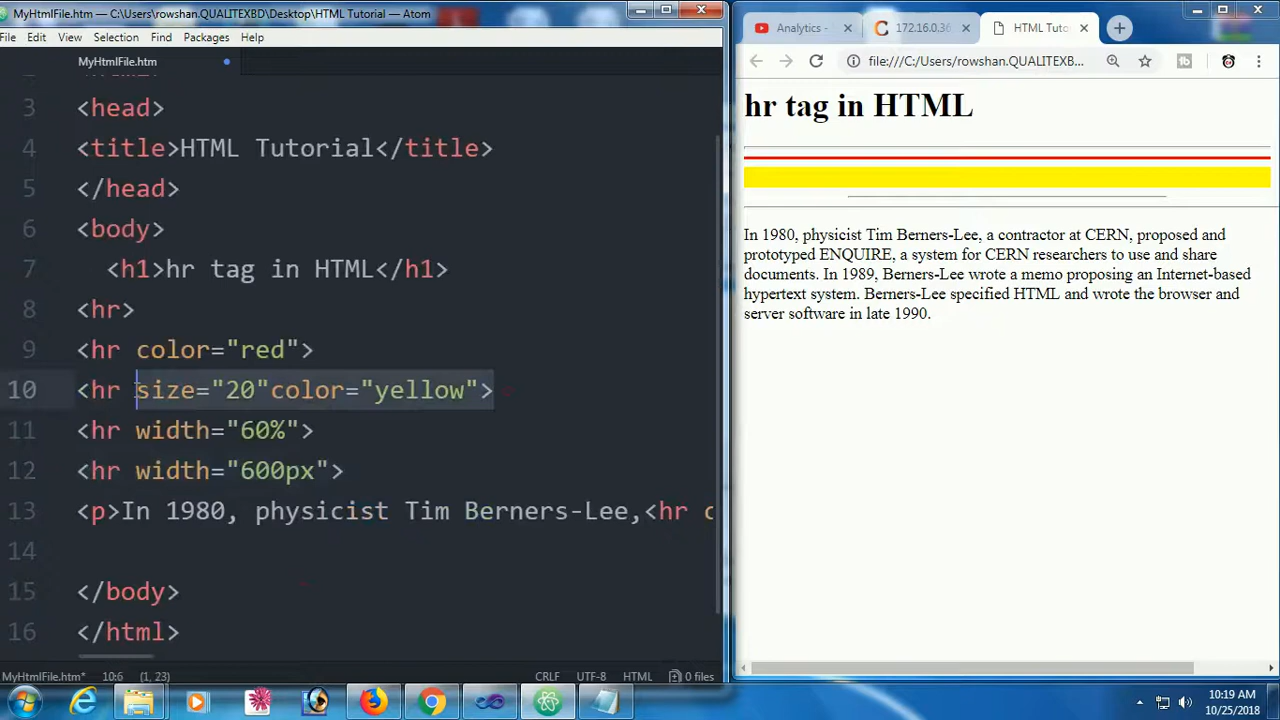 MyHtmlFile.htm — C:\Users\rowshan.QUALITEXBD\Desktop\HTML Tutorial — Atom
File Edit View Selection Find Packages Help
MyHtmlFile.htm
3 <head>
4 <title>HTML Tutorial</title>
5 </head>
6 <body>
7 <h1>hr tag in HTML</h1>
8 <hr>
9 <hr color="red">
10 <hr size="20"color="yellow">
11 <hr width="60%">
12 <hr width="600px">
13 <p>In 1980, physicist Tim Berners-Lee,<hr c
14
15 </body>
16 </html>
MyHtmlFile.htm* 10:6 (1, 23) CRLF UTF-8 HTML 0 files
Analytics - 172.16.0.36 HTML Tuto
file:///C:/Users/rowshan.QUALITEXBD...
hr tag in HTML
In 1980, physicist Tim Berners-Lee, a contractor at CERN, proposed and
prototyped ENQUIRE, a system for CERN researchers to use and share
documents. In 1989, Berners-Lee wrote a memo proposing an Internet-based
hypertext system. Berners-Lee specified HTML and wrote the browser and
server software in late 1990.
10:19 AM
10/25/2018